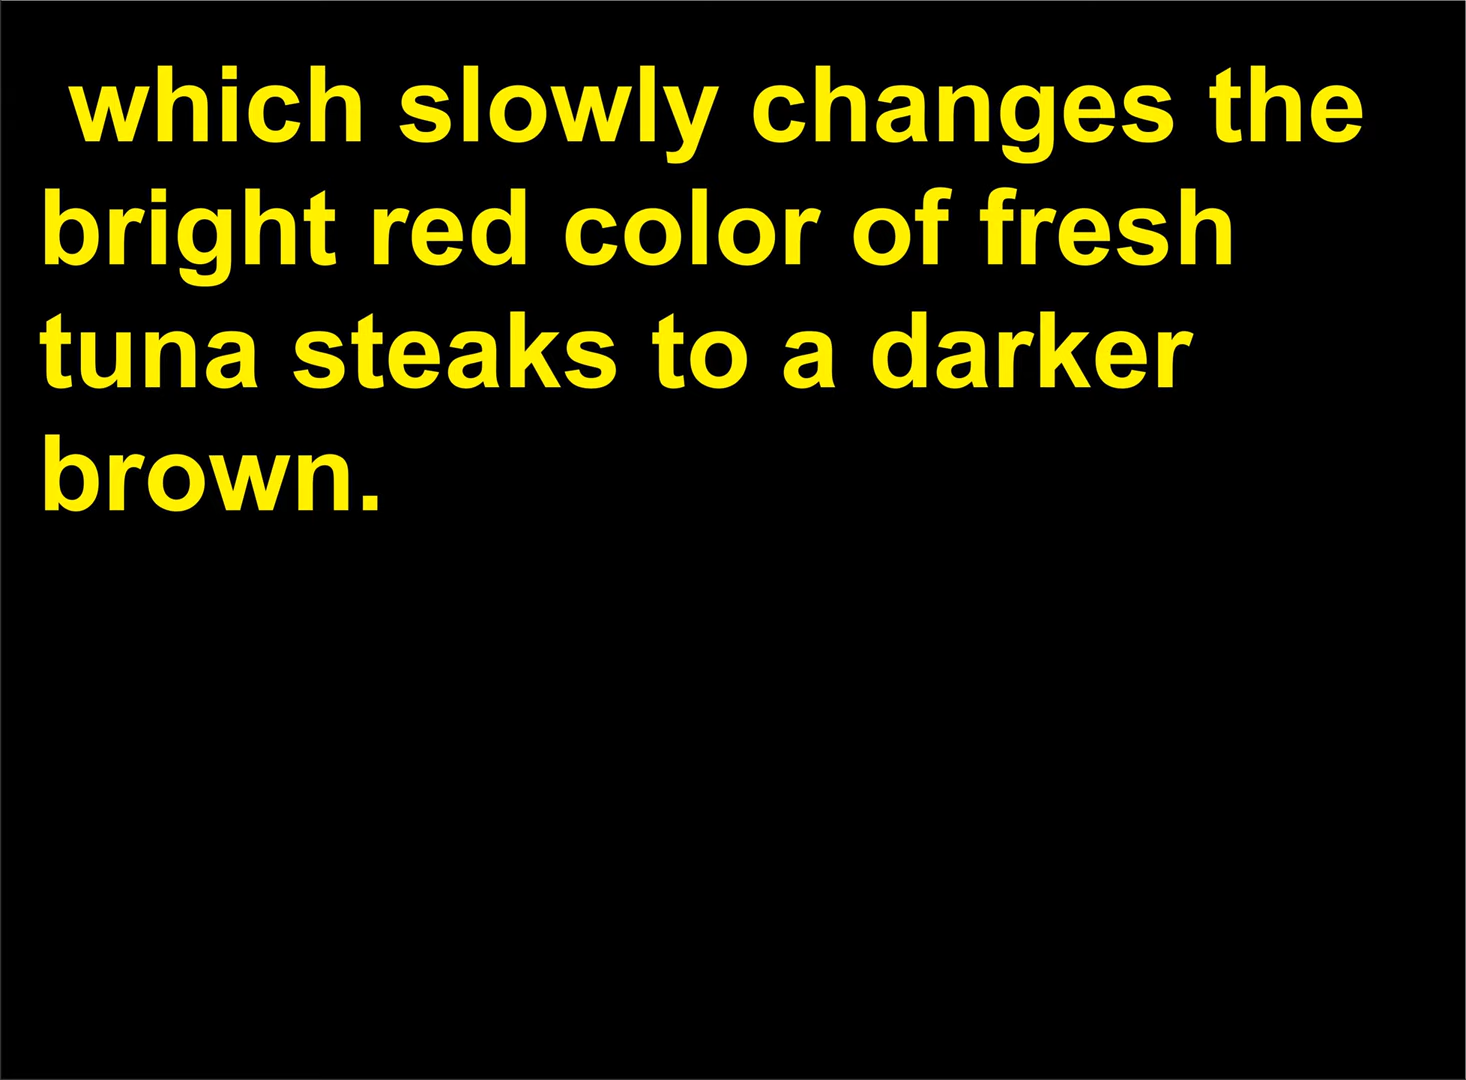 which slowly changes the
bright red color of fresh
tuna steaks to a darker
brown.